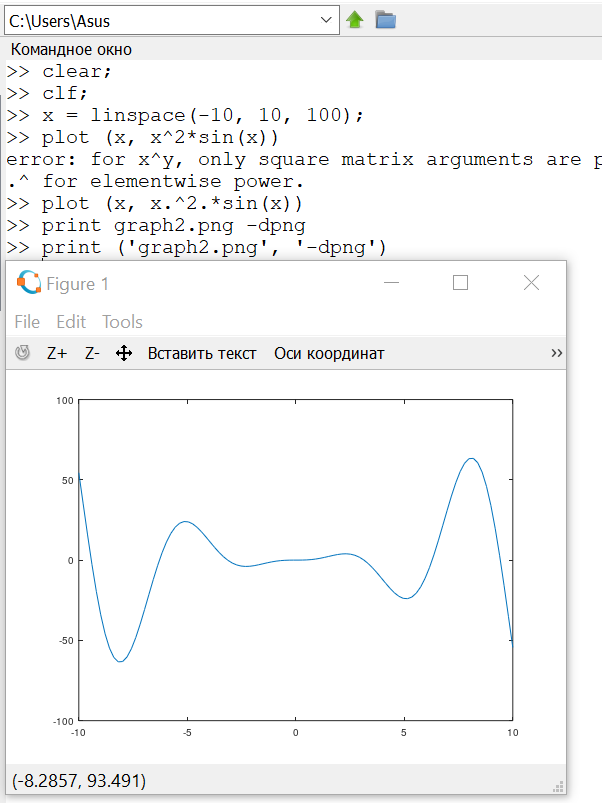 C:\Users\Asus
Командное окно
>> clear;
>> clf;
>> x = linspace(-10, 10, 100);
>> plot (x, x^2*sin(x))
error: for x^y, only square matrix arguments are p
.^ for elementwise power.
>> plot (x, x.^2.*sin(x))
>> print graph2.png -dpng
>> print ('graph2.png', '-dpng')
Figure 1
File Edit Tools
Z+ Z- Вставить текст Оси координат »
100
50
0
-50
-100
-10 -5 0 5 10
(-8.2857, 93.491)